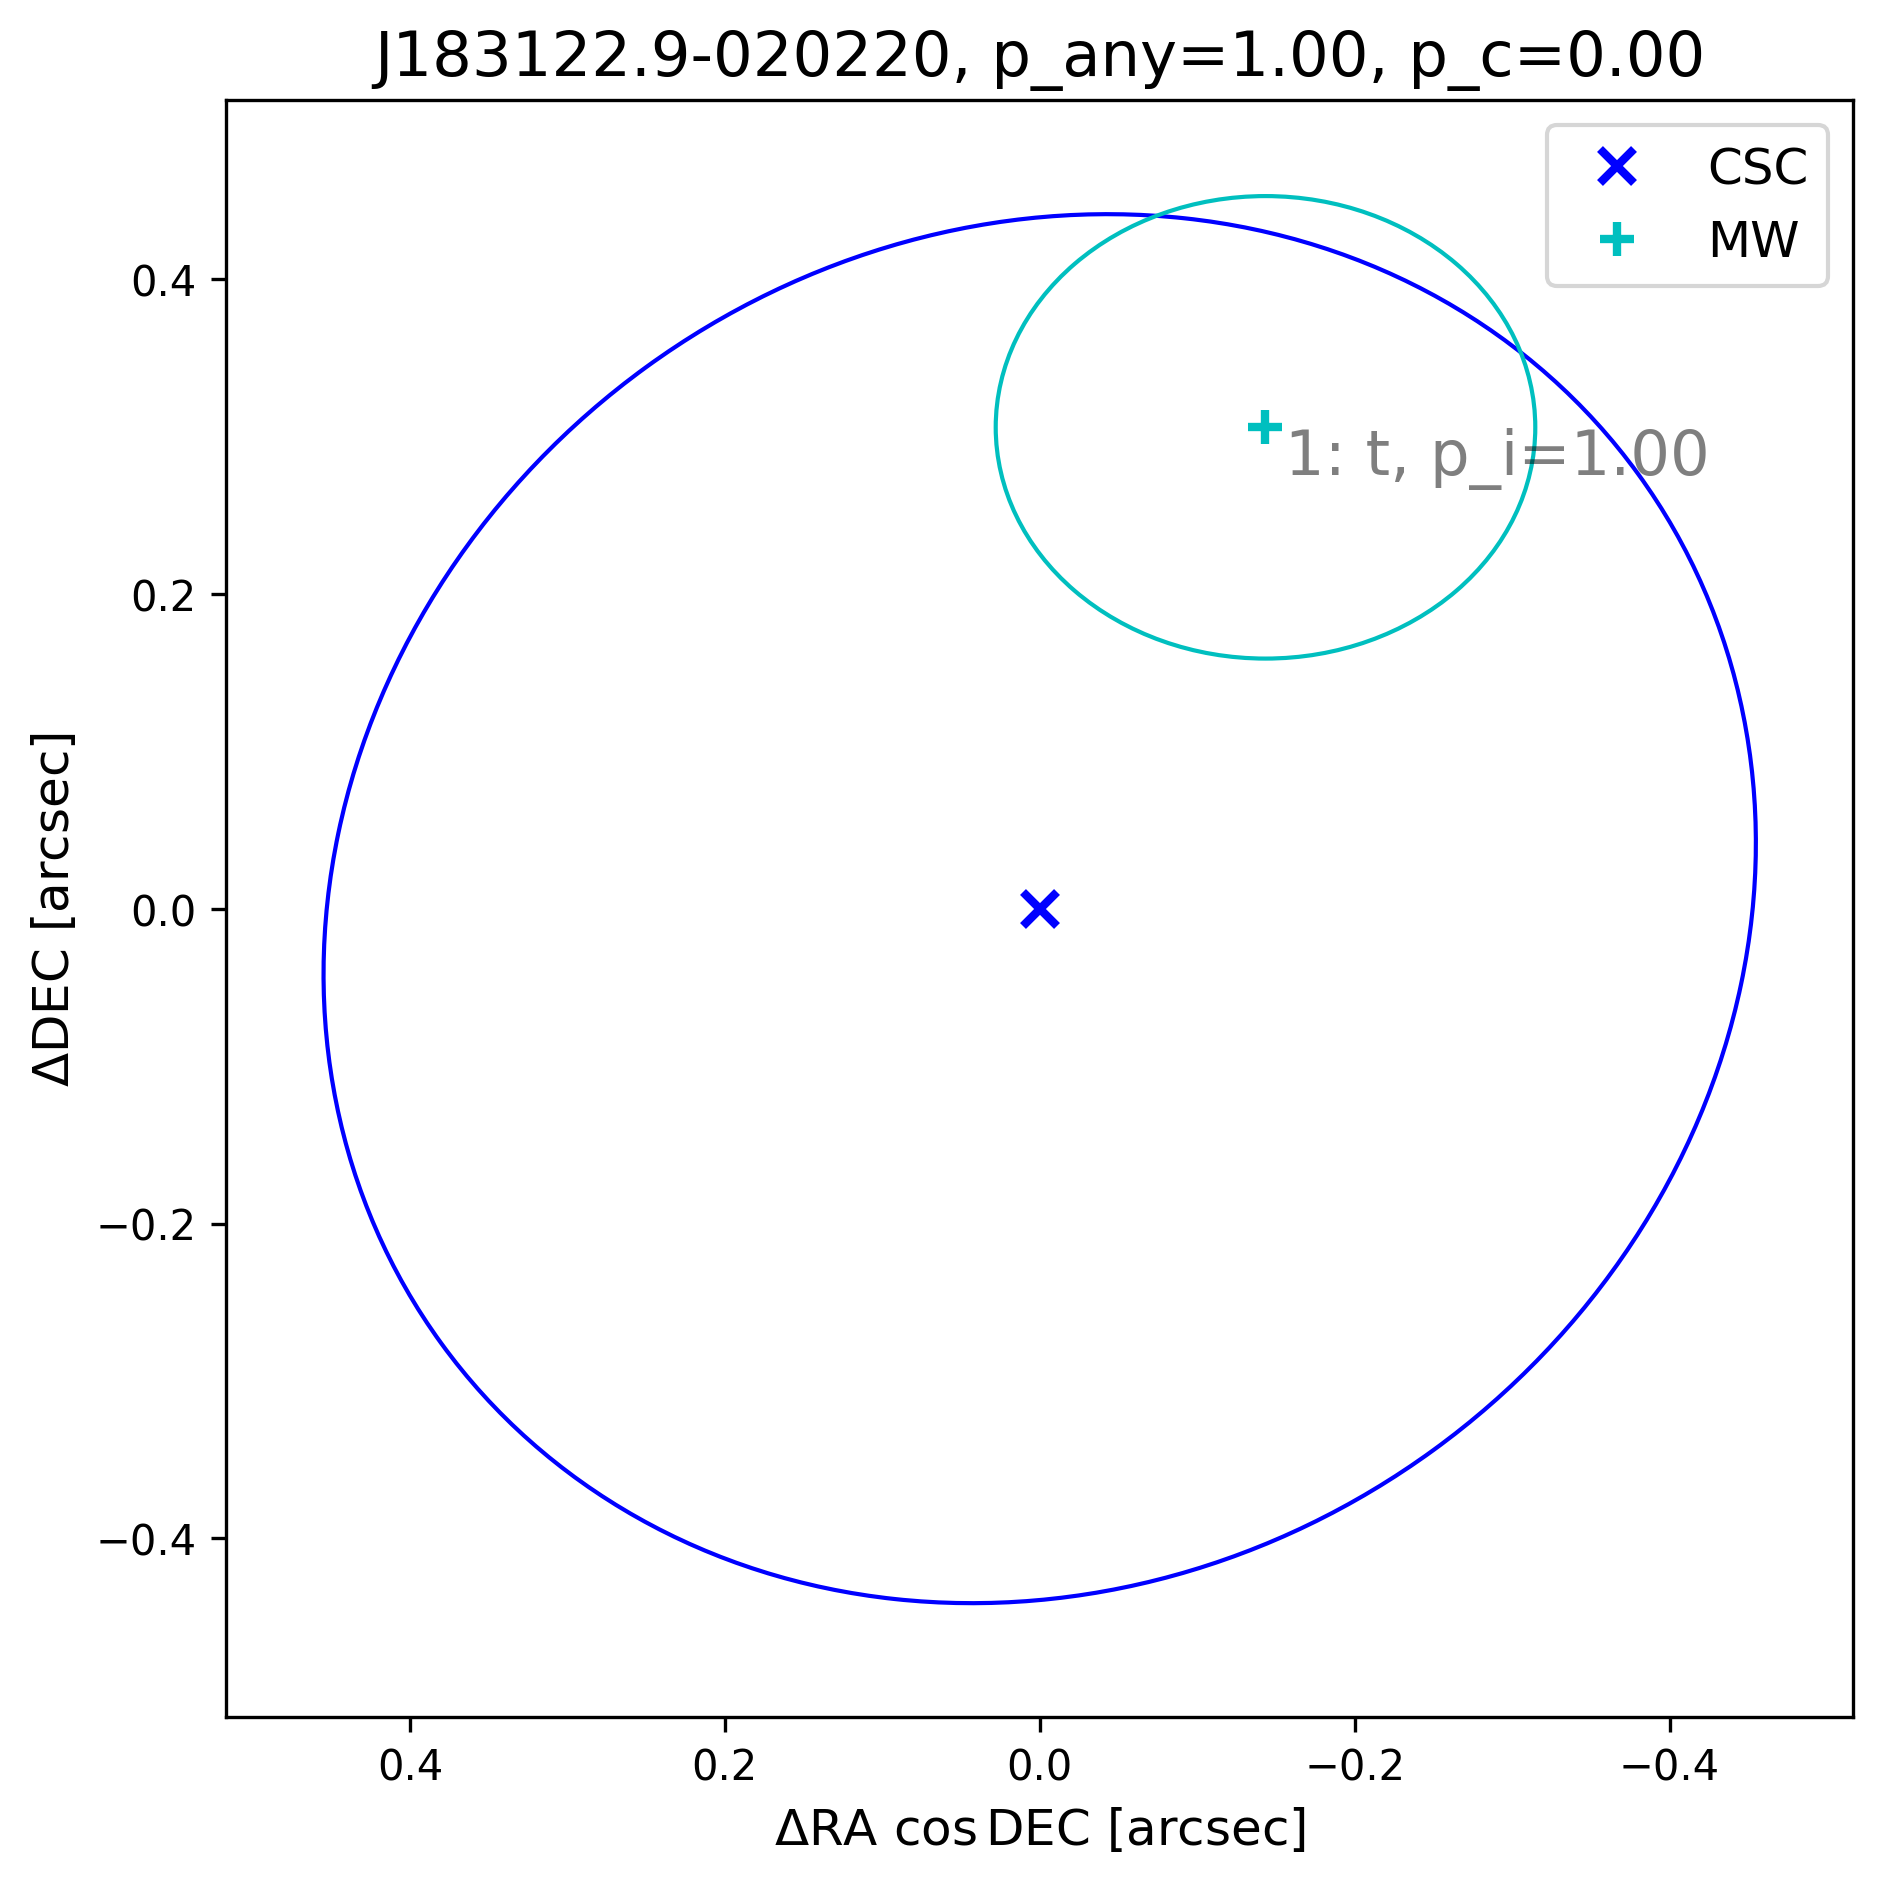 J183122.9-020220, p_any=1.00, p_c=0.00
CSC
MW
1: t, p_i=1.00
ΔDEC [arcsec]
0.4
0.2
0.0
−0.2
−0.4
0.4
0.2
0.0
−0.2
−0.4
ΔRA cos DEC [arcsec]